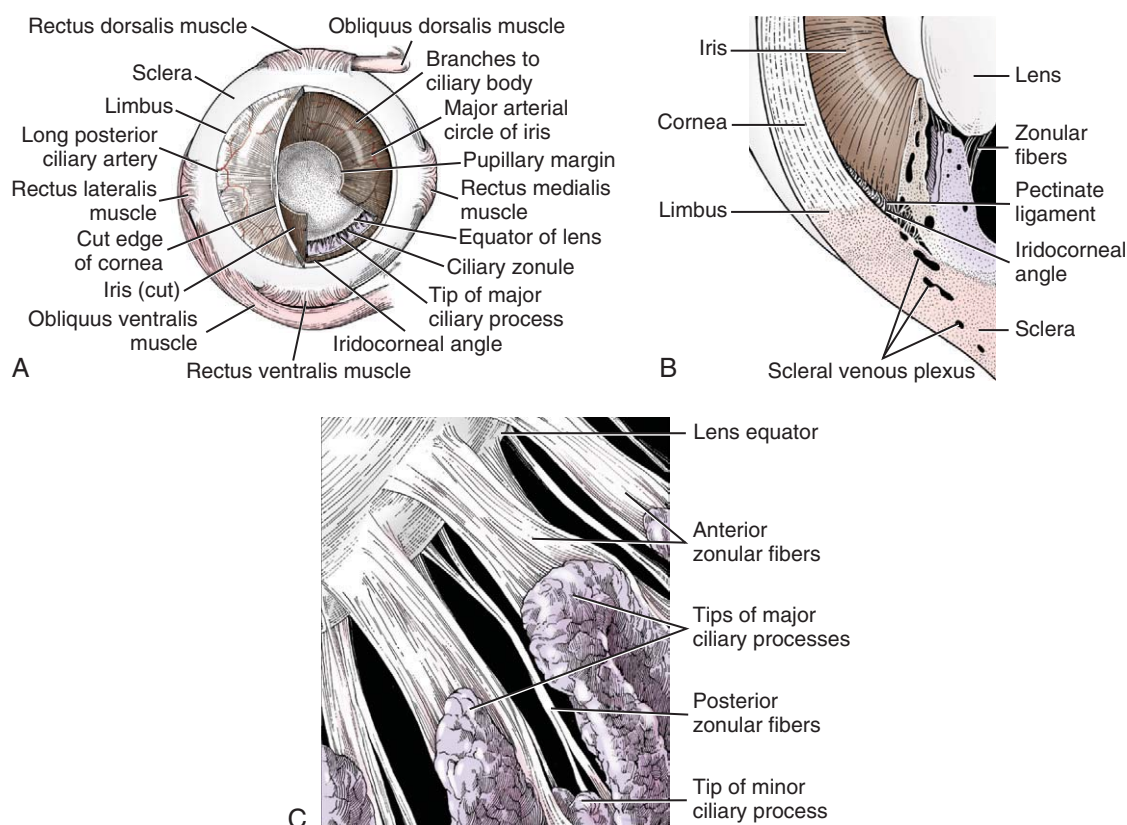 Rectus dorsalis muscle
Obliquus dorsalis muscle
Sclera
Limbus
Long posterior
ciliary artery
Rectus lateralis
muscle
Cut edge
of cornea
Iris (cut)
Obliquus ventralis
muscle
Branches to
ciliary body
Major arterial
circle of iris
Pupillary margin
Rectus medialis
muscle
Equator of lens
Ciliary zonule
Tip of major
ciliary process
Iridocorneal angle
Rectus ventralis muscle
A
Iris
Cornea
Limbus
Lens
Zonular
fibers
Pectinate
ligament
Iridocorneal
angle
Sclera
Scleral venous plexus
B
Lens equator
Anterior
zonular fibers
Tips of major
ciliary processes
Posterior
zonular fibers
Tip of minor
ciliary process
C